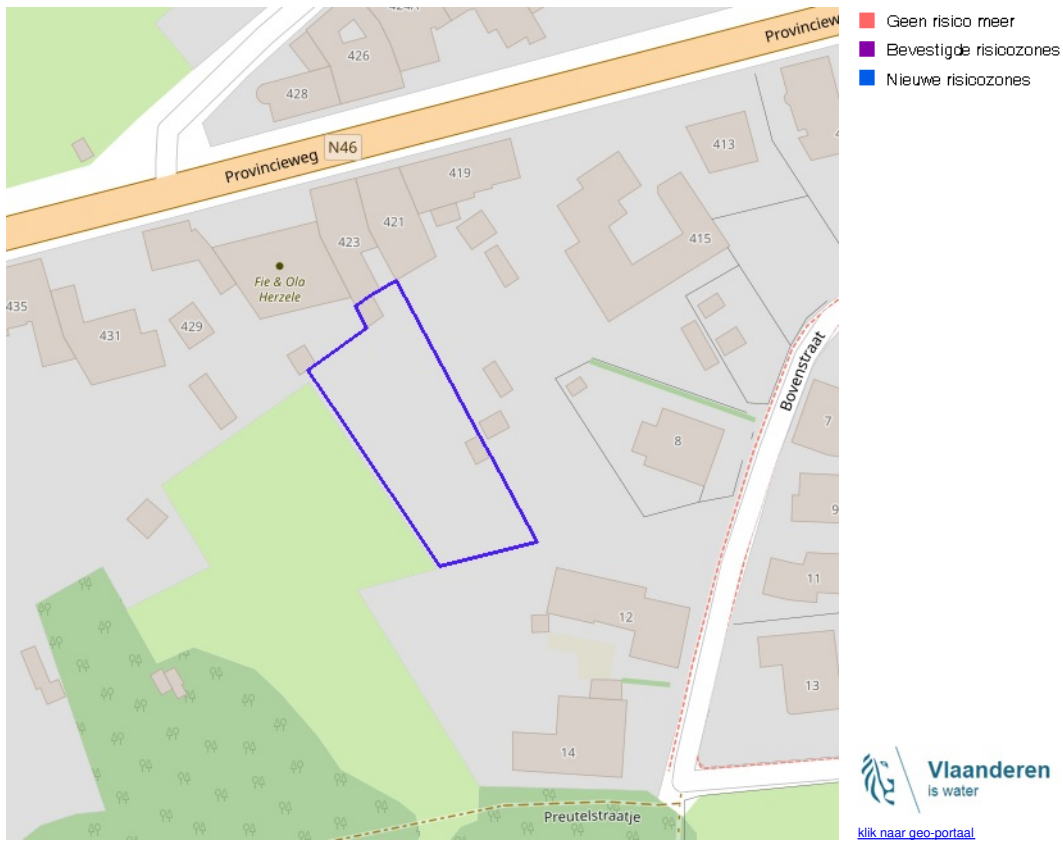 424A
Provincieweg
426
428
N46
Provincieweg
413
419
421
423
415
Fie & Ola
Herzele
435
431
429
Bovenstraat
7
8
9
11
12
13
14
Preutelstraatje
Geen risico meer
Bevestigde risicozones
Nieuwe risicozones
Vlaanderen
is water
klik naar geo-portaal